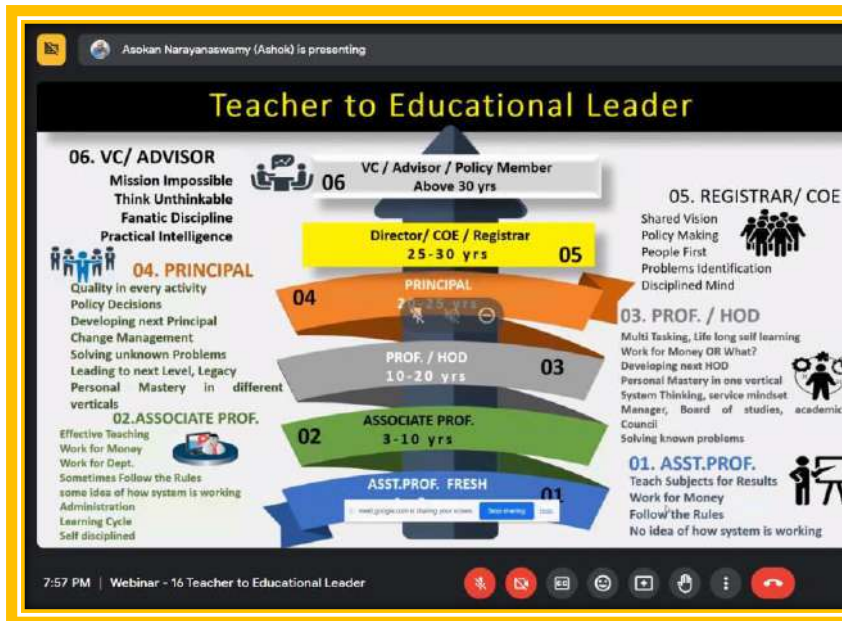 Asokan Narayanaswamy (Ashok) is presenting
Teacher to Educational Leader
06. VC/ ADVISOR
Mission Impossible
Think Unthinkable
Fanatic Discipline
Practical Intelligence
04. PRINCIPAL
Quality in every activity
Policy Decisions
Developing next Principal
Change Management
Solving unknown Problems
Leading to next Level, Legacy
Personal Mastery in different
verticals
02.ASSOCIATE PROF.
Effective Teaching
Work for Money
Work for Dept.
Sometimes Follow the Rules
some idea of how system is working
Administration
Learning Cycle
Self disciplined
06
VC / Advisor / Policy Member
Above 30 yrs
Director/ COE / Registrar
25-30 yrs
05
04
PRINCIPAL
20-25 yrs
PROF. / HOD
10-20 yrs
03
02
ASSOCIATE PROF.
3-10 yrs
ASST.PROF. FRESH
01
meet.google.com is sharing your screen. Stop sharing Hide
05. REGISTRAR/ COE
Shared Vision
Policy Making
People First
Problems Identification
Disciplined Mind
03. PROF. / HOD
Multi Tasking, Life long self learning
Work for Money OR What?
Developing next HOD
Personal Mastery in one vertical
System Thinking, service mindset
Manager, Board of studies, academic
Council
Solving known problems
01. ASST.PROF.
Teach Subjects for Results
Work for Money
Follow the Rules
No idea of how system is working
7:57 PM | Webinar - 16 Teacher to Educational Leader